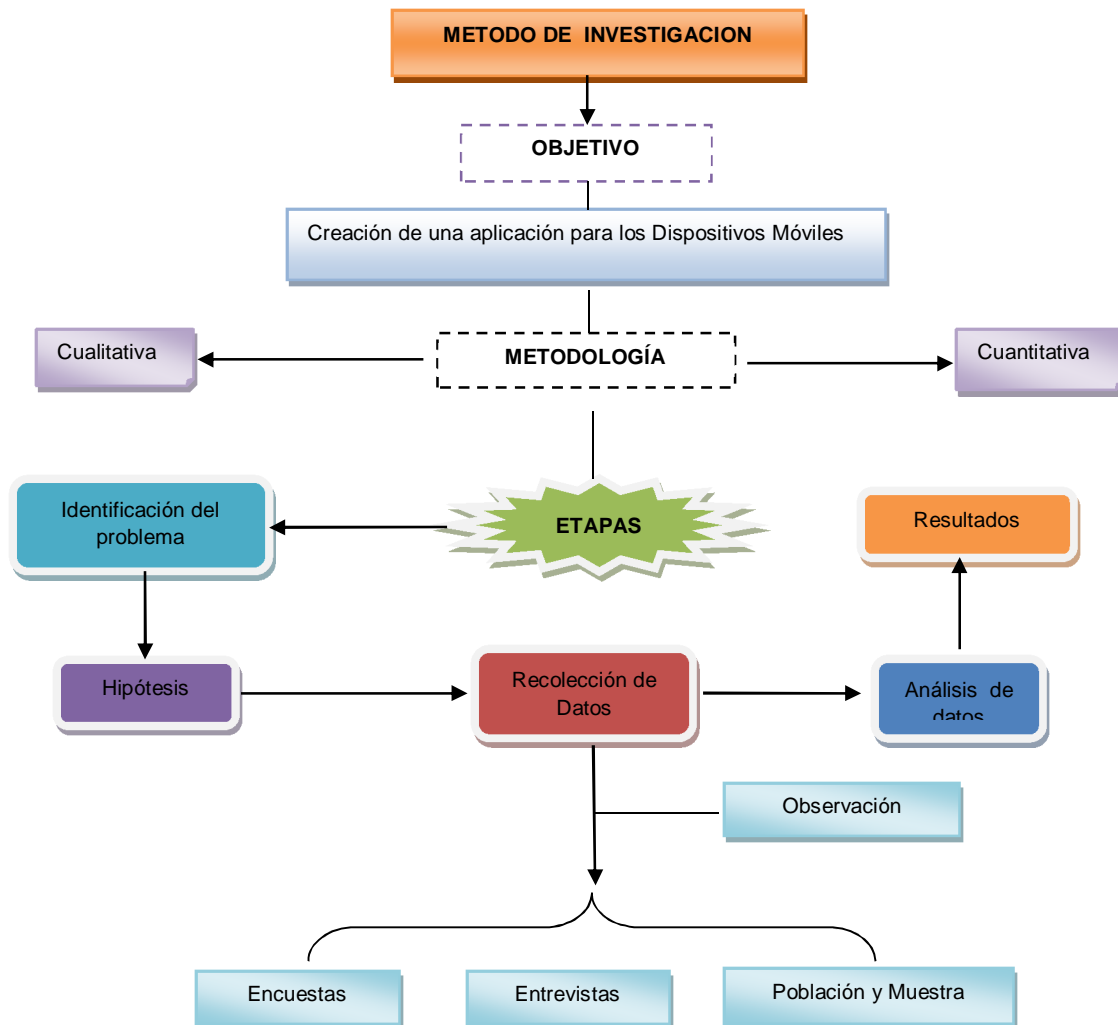 METODO DE INVESTIGACION
OBJETIVO
Creación de una aplicación para los Dispositivos Móviles
Cualitativa
METODOLOGÍA
Cuantitativa
Identificación del
problema
ETAPAS
Resultados
Hipótesis
Recolección de
Datos
Análisis de
datos
Observación
Encuestas
Entrevistas
Población y Muestra